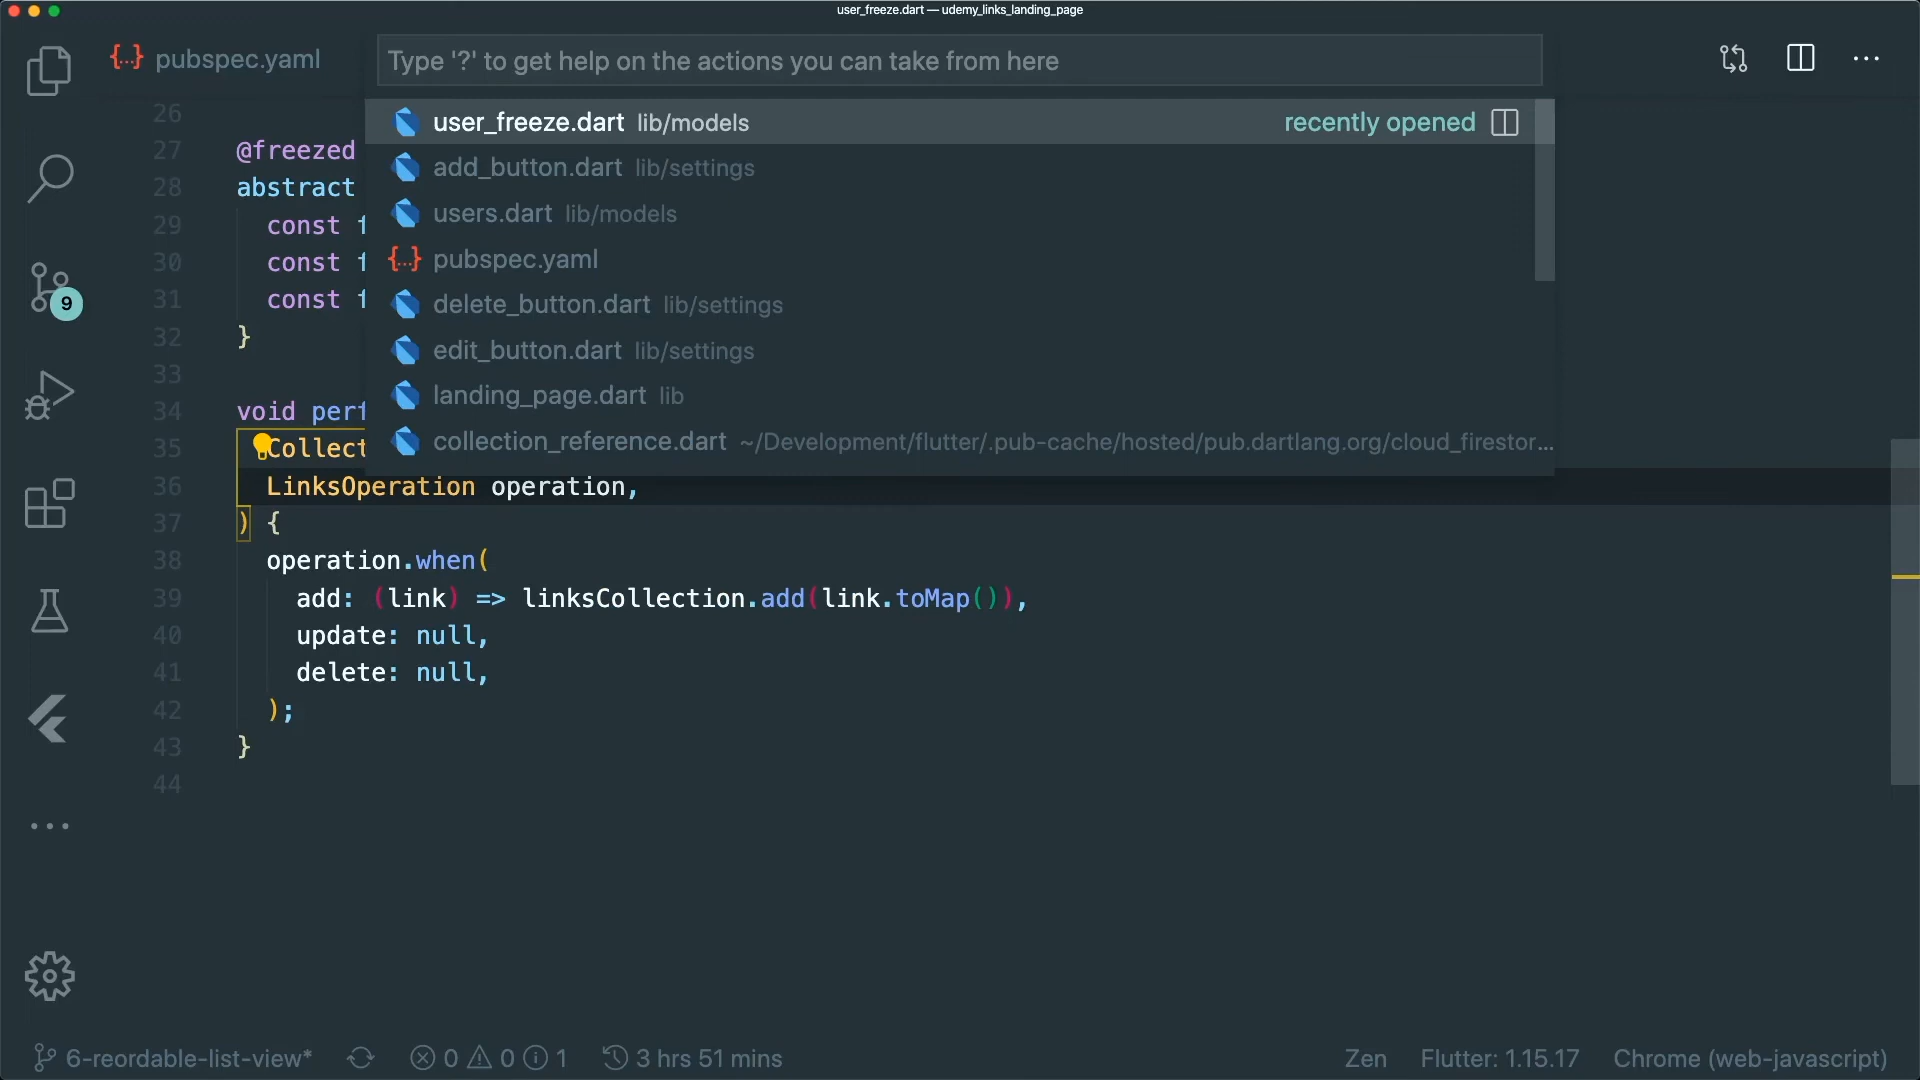 user_freeze.dart — udemy_links_landing_page
{...} pubspec.yaml
Type '?' to get help on the actions you can take from here
user_freeze.dart lib/models recently opened
add_button.dart lib/settings
users.dart lib/models
{...} pubspec.yaml
delete_button.dart lib/settings
edit_button.dart lib/settings
landing_page.dart lib
collection_reference.dart ~/Development/flutter/.pub-cache/hosted/pub.dartlang.org/cloud_firestor...
26
27 @freezed
28 abstract
29 const f
30 const f
31 const f
32 }
33
34 void perf
35 Collect
36 LinksOperation operation,
37 ) {
38 operation.when(
39 add: (link) => linksCollection.add(link.toMap()),
40 update: null,
41 delete: null,
42 );
43 }
44
9
6-reordable-list-view* 0 0 1 3 hrs 51 mins Zen Flutter: 1.15.17 Chrome (web-javascript)